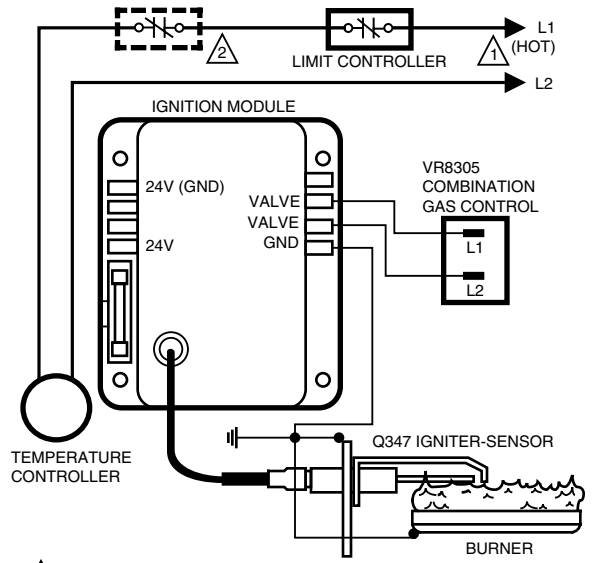 L1
(HOT)
2
1
LIMIT CONTROLLER
L2
IGNITION MODULE
24V (GND)
24V
VALVE
VALVE
GND
VR8305
COMBINATION
GAS CONTROL
L1
L2
TEMPERATURE
CONTROLLER
Q347 IGNITER-SENSOR
BURNER